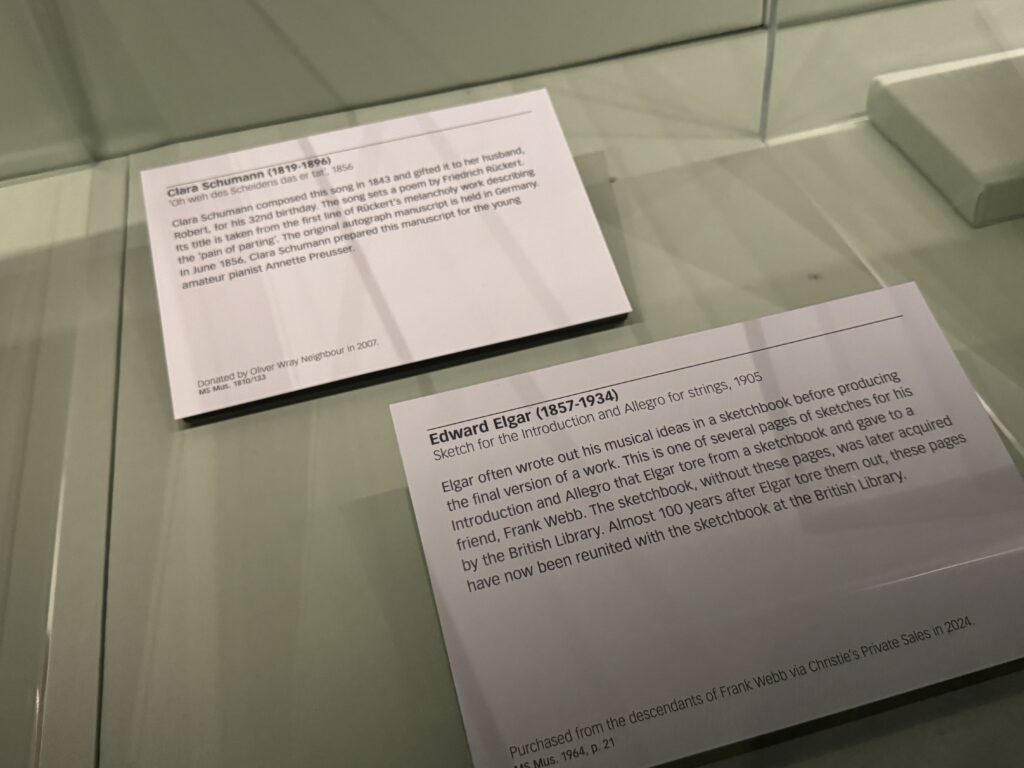 Clara Schumann (1819-1896)
'Oh weh des Scheidens das er tat', 1856
Clara Schumann composed this song in 1843 and gifted it to her husband,
Robert, for his 32nd birthday. The song sets a poem by Friedrich Rückert.
Its title is taken from the first line of Rückert's melancholy work describing
the 'pain of parting'. The original autograph manuscript is held in Germany.
In June 1856, Clara Schumann prepared this manuscript for the young
amateur pianist Annette Preusser.
Donated by Oliver Wray Neighbour in 2007.
MS Mus. 1810/133
Edward Elgar (1857-1934)
Sketch for the Introduction and Allegro for strings, 1905
Elgar often wrote out his musical ideas in a sketchbook before producing
the final version of a work. This is one of several pages of sketches for his
Introduction and Allegro that Elgar tore from a sketchbook and gave to a
friend, Frank Webb. The sketchbook, without these pages, was later acquired
by the British Library. Almost 100 years after Elgar tore them out, these pages
have now been reunited with the sketchbook at the British Library.
Purchased from the descendants of Frank Webb via Christie's Private Sales in 2024.
MS Mus. 1964, p. 21